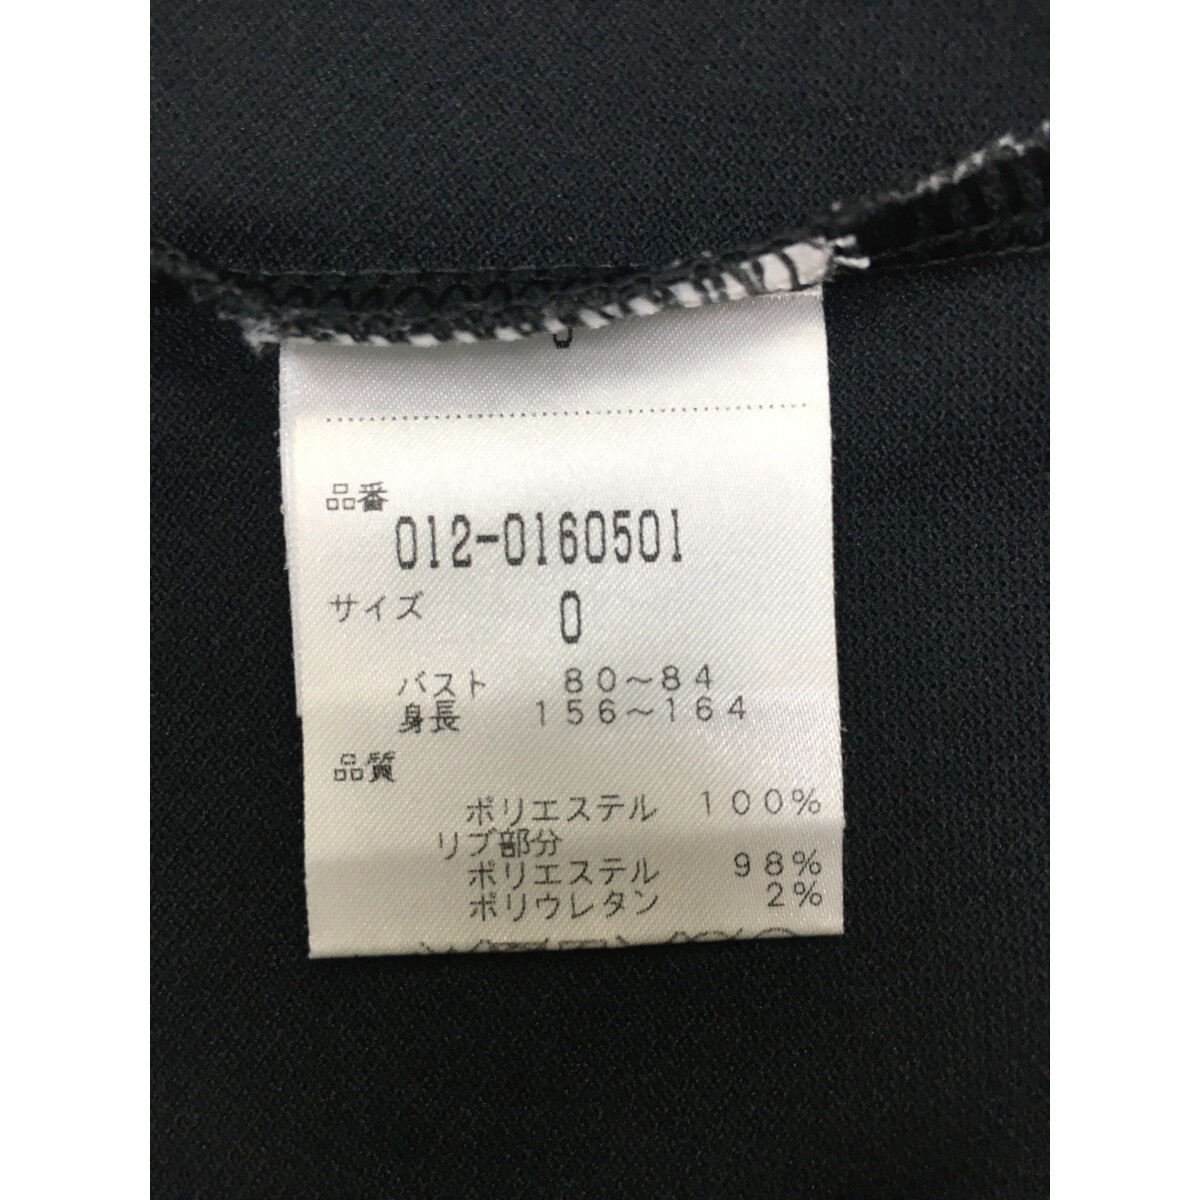 品番
012-0160501
サイズ 0
バスト 80～84
身長 156～164
品質
ポリエステル 100%
リブ部分
ポリエステル 98%
ポリウレタン 2%